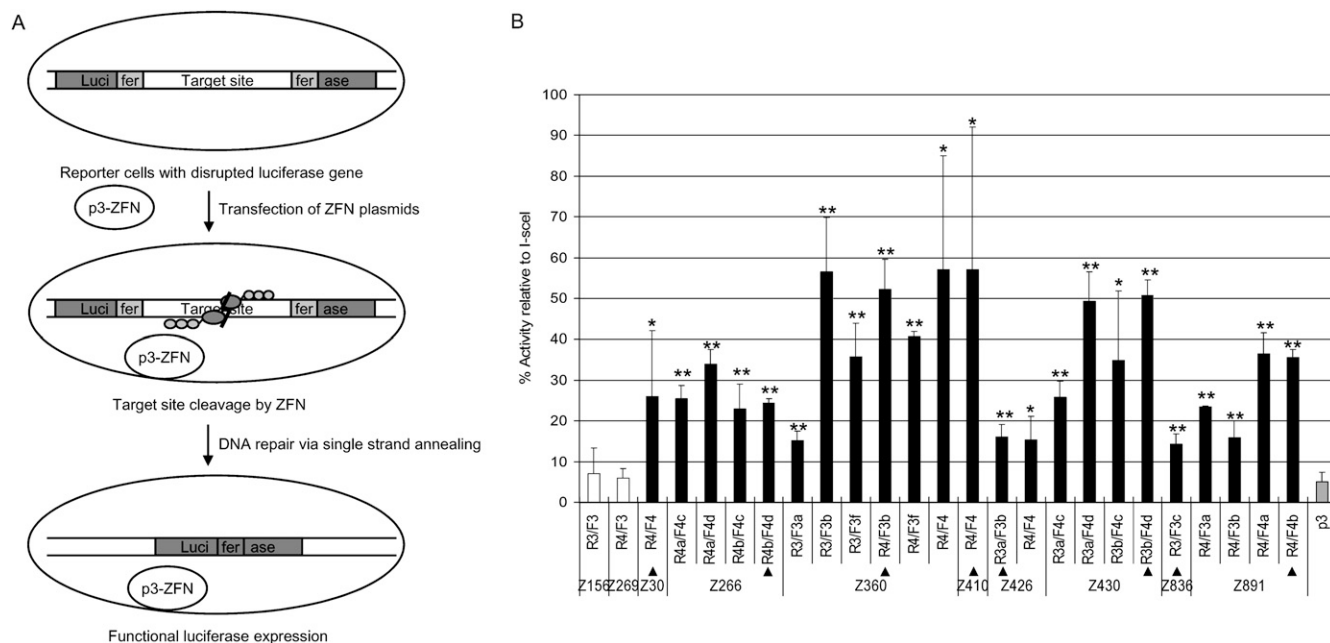 A
Luci fer Target site fer ase
Reporter cells with disrupted luciferase gene
p3-ZFN
Transfection of ZFN plasmids
Luci fer Target site fer ase
p3-ZFN
Target site cleavage by ZFN
DNA repair via single strand annealing
Luci fer ase
p3-ZFN
Functional luciferase expression
B
% Activity relative to I-sceI
100
90
80
70
60
50
40
30
20
10
0
* ** ** ** ** ** ** ** ** ** * * ** * ** ** * ** ** ** ** ** **
R3/F3
R4/F3
R4/F4
R4a/F4c
R4a/F4d
R4b/F4c
R4b/F4d
R3/F3a
R3/F3b
R3/F3f
R4/F3b
R4/F3f
R4/F4
R4/F4
R3a/F3b
R4/F4
R3a/F4c
R3a/F4d
R3b/F4c
R3b/F4d
R3/F3c
R4/F3a
R4/F3b
R4/F4a
R4/F4b
p3
Z156 Z269 Z30 Z266 Z360 Z410 Z426 Z430 Z836 Z891